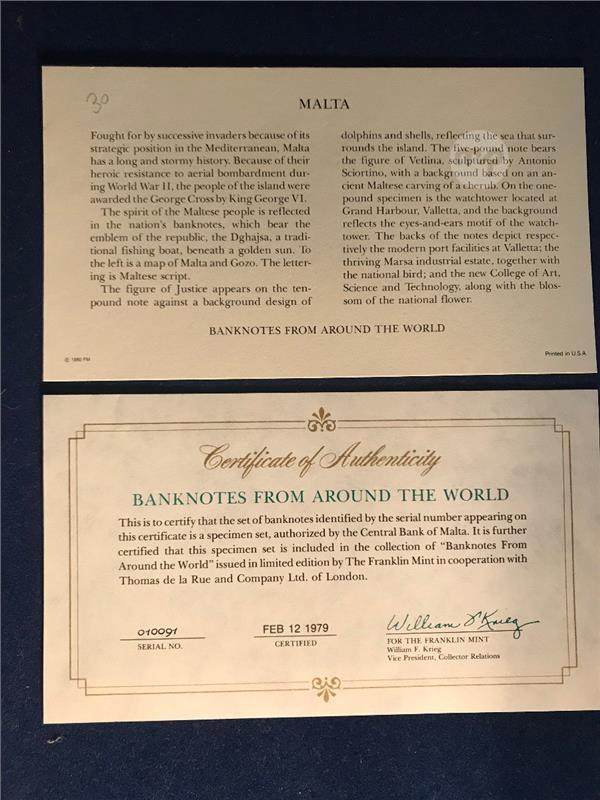 30
MALTA
Fought for by successive invaders because of its
strategic position in the Mediterranean, Malta
has a long and stormy history. Because of their
heroic resistance to aerial bombardment dur-
ing World War II, the people of the island were
awarded the George Cross by King George VI.
The spirit of the Maltese people is reflected
in the nation's banknotes, which bear the
emblem of the republic, the Dghajsa, a tradi-
tional fishing boat, beneath a golden sun. To
the left is a map of Malta and Gozo. The letter-
ing is Maltese script.
The figure of Justice appears on the ten-
pound note against a background design of
dolphins and shells, reflecting the sea that sur-
rounds the island. The five-pound note bears
the figure of Vetlina, sculptured by Antonio
Sciortino, with a background based on an an-
cient Maltese carving of a cherub. On the one-
pound specimen is the watchtower located at
Grand Harbour, Valletta, and the background
reflects the eyes-and-ears motif of the watch-
tower. The backs of the notes depict respec-
tively the modern port facilities at Valletta; the
thriving Marsa industrial estate, together with
the national bird; and the new College of Art,
Science and Technology, along with the blos-
som of the national flower.
BANKNOTES FROM AROUND THE WORLD
© 1980 FM
Printed in U.S.A.
Certificate of Authenticity
BANKNOTES FROM AROUND THE WORLD
This is to certify that the set of banknotes identified by the serial number appearing on
this certificate is a specimen set, authorized by the Central Bank of Malta. It is further
certified that this specimen set is included in the collection of "Banknotes From
Around the World" issued in limited edition by The Franklin Mint in cooperation with
Thomas de la Rue and Company Ltd. of London.
010091
SERIAL NO.
FEB 12 1979
CERTIFIED
William F Krieg
FOR THE FRANKLIN MINT
William F. Krieg
Vice President, Collector Relations